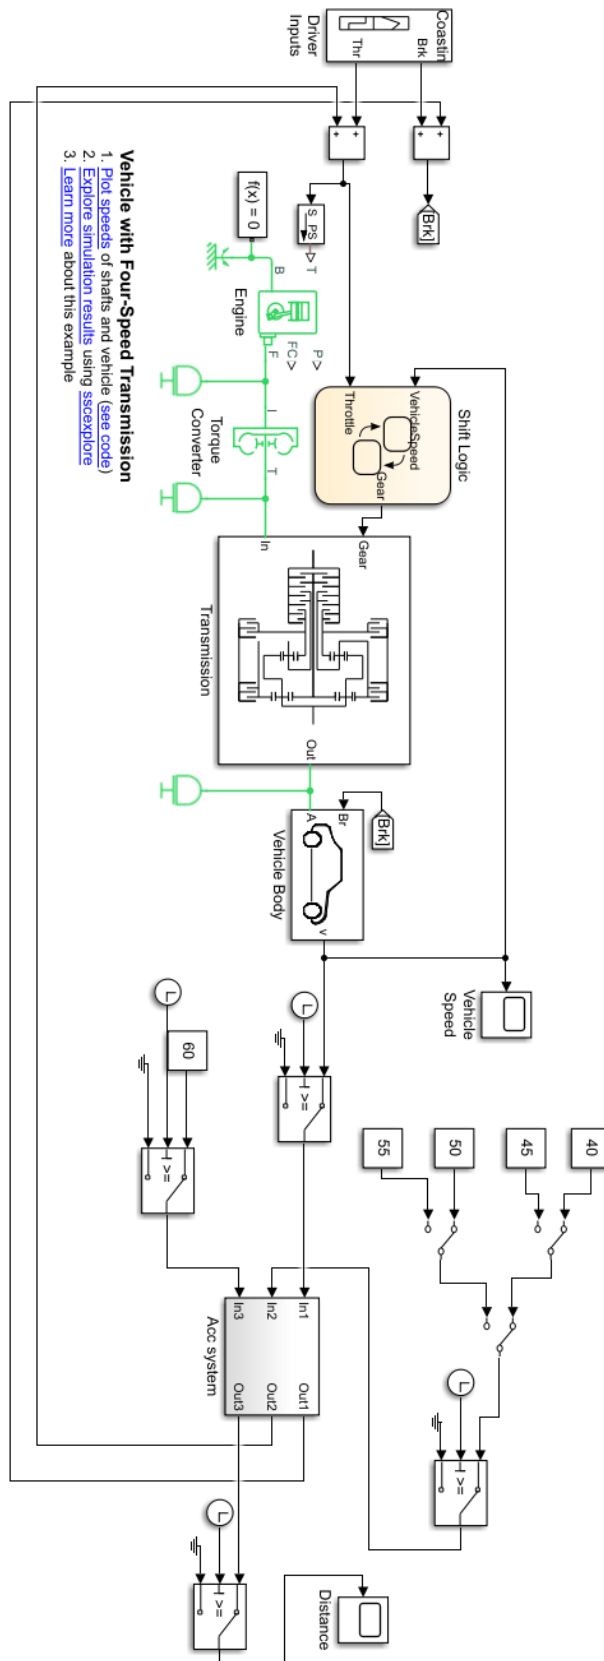 40
45
50
55
Vehicle
Speed
L
>=
Distance
Shift Logic
VehicleSpeed
Throttle
Gear
Coastin
Brk
Thr
Driver
Inputs
+
+
[Brk]
+
+
S PS
T
f(x) = 0
B
Engine
P
FC
F
I
T
Torque
Converter
Gear
In
Out
Transmission
[Brk]
Br
A
v
Vehicle Body
L
>=
60
L
>=
In1
In2
In3
Out1
Out2
Out3
Acc system
L
>=
Vehicle with Four-Speed Transmission
1. Plot speeds of shafts and vehicle (see code)
2. Explore simulation results using sscexplore
3. Learn more about this example